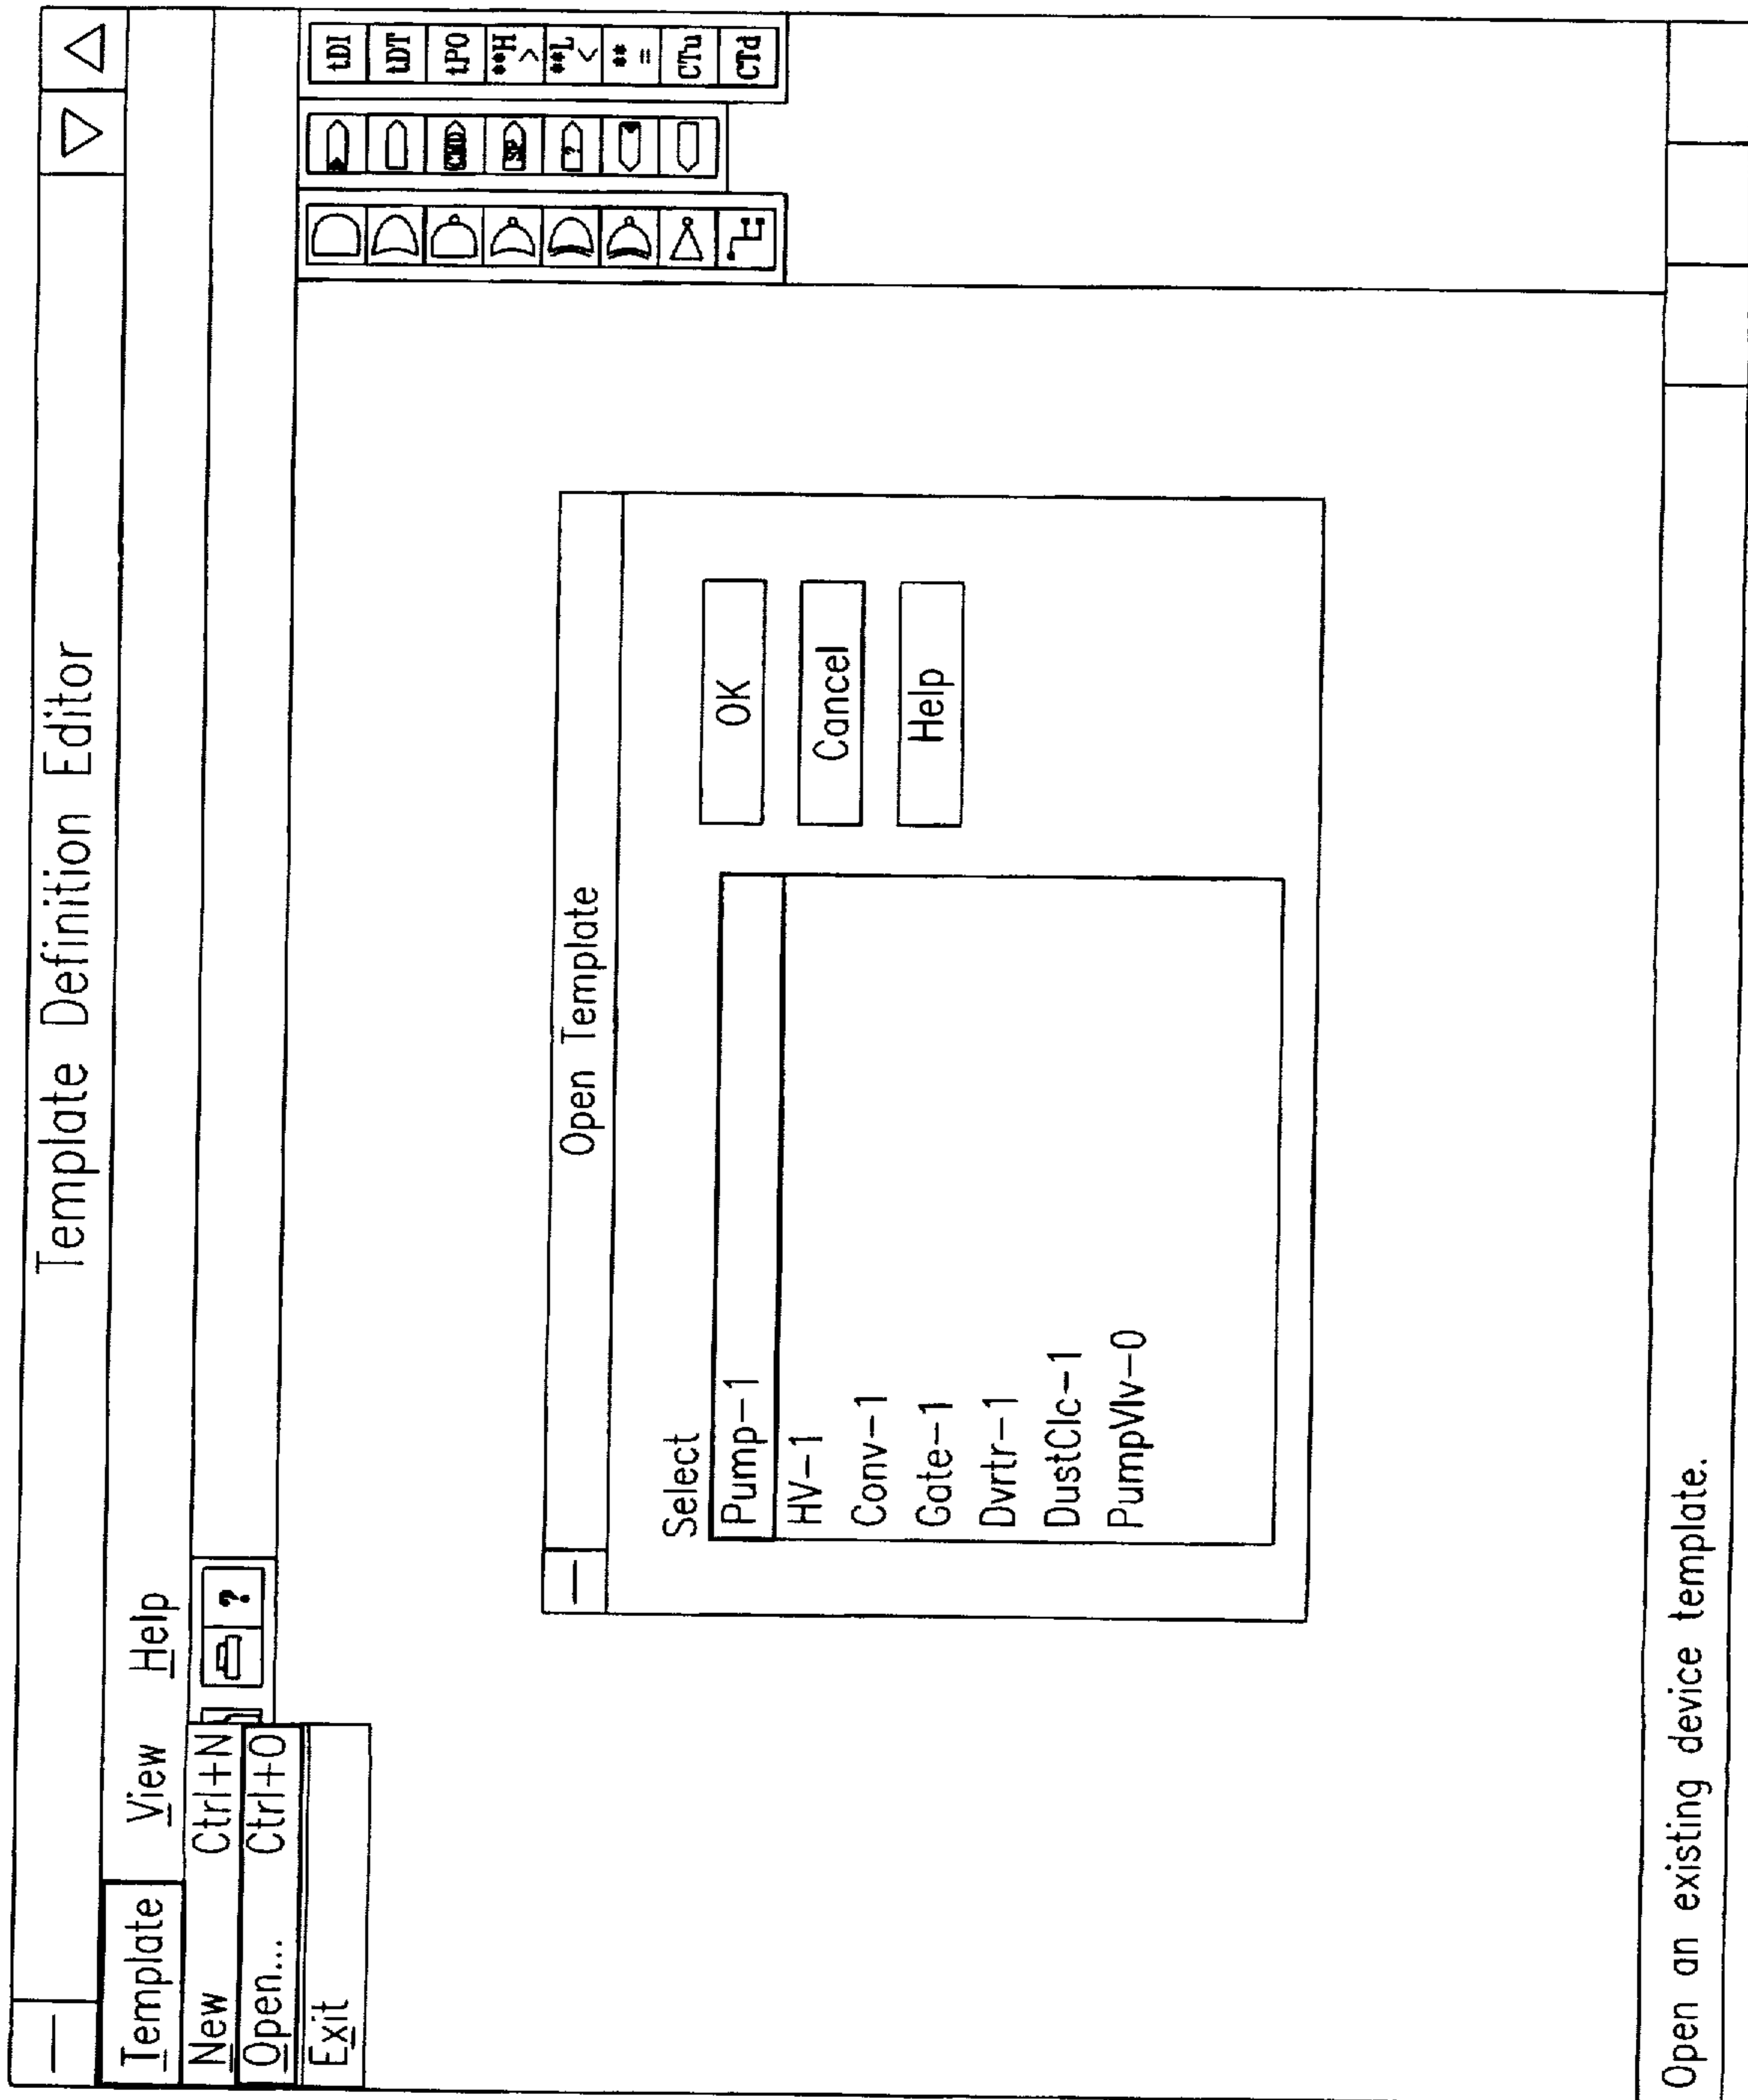 Template Definition Editor
Template View Help
New Ctrl+N
Open... Ctrl+O
Exit
?
tDI
tDT
tPO
**H
>
**L
<
**
=
CTu
CTd
CMD
SP
?
Open Template
Select
Pump-1
HV-1
Conv-1
Gate-1
Dvrtr-1
DustClc-1
PumpVlv-0
OK
Cancel
Help
Open an existing device template.